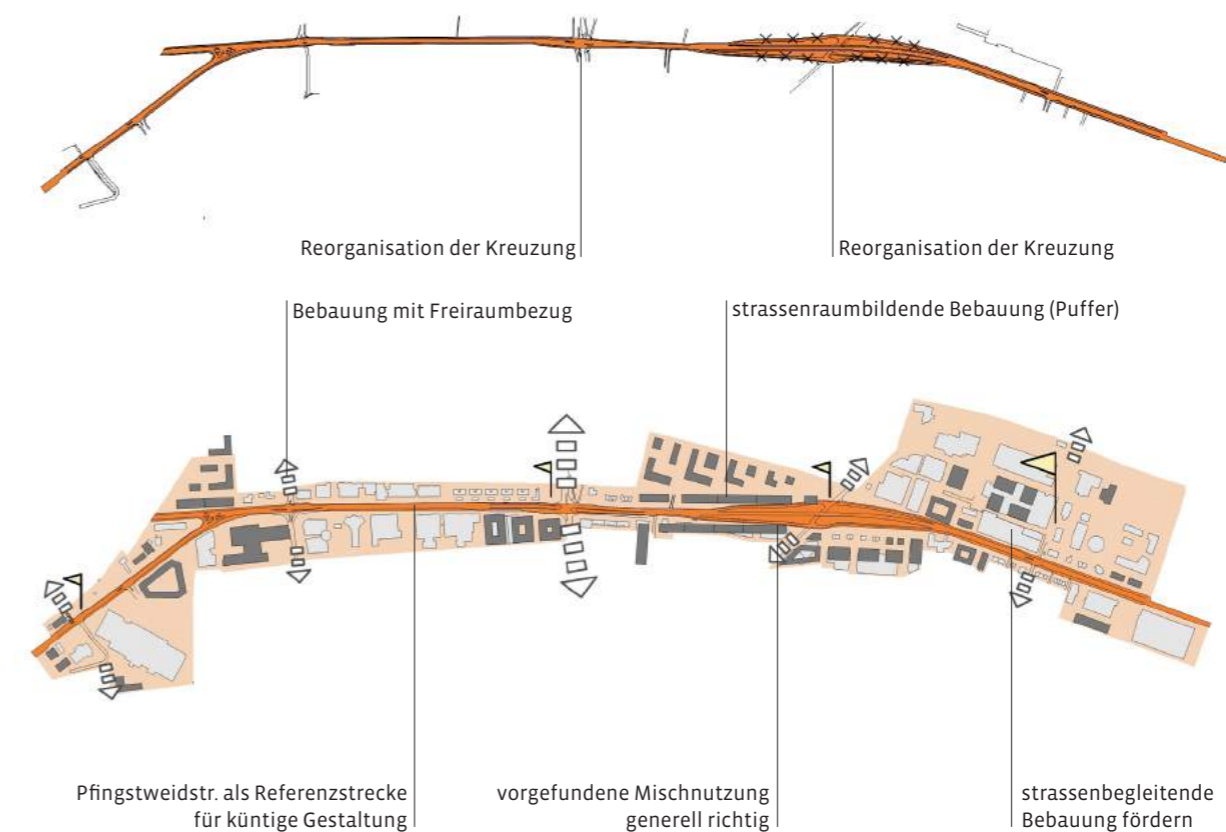 Reorganisation der Kreuzung
Reorganisation der Kreuzung
Bebauung mit Freiraumbezug
strassenraumbildende Bebauung (Puffer)
Pfingstweidstr. als Referenzstrecke
für küntige Gestaltung
vorgefundene Mischnutzung
generell richtig
strassenbegleitende
Bebauung fördern